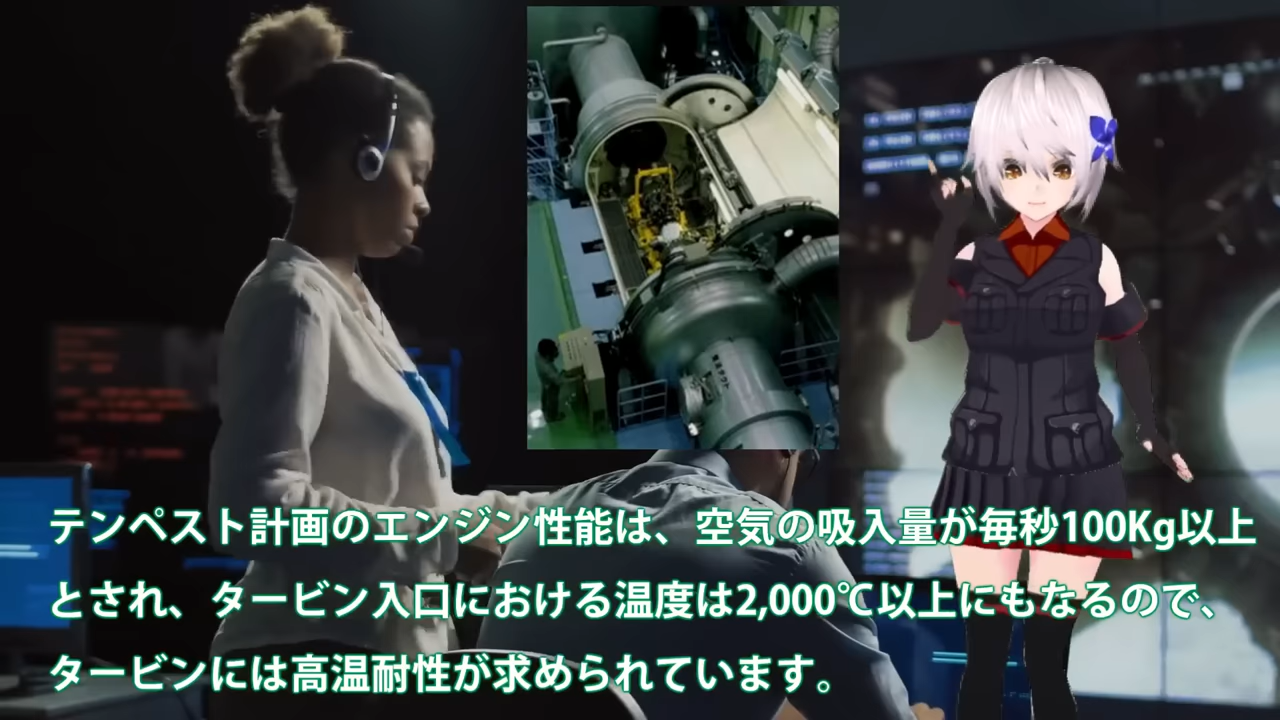 テンペスト計画のエンジン性能は、空気の吸入量が毎秒100Kg以上
とされ、タービン入口における温度は2,000℃以上にもなるので、
タービンには高温耐性が求められています。